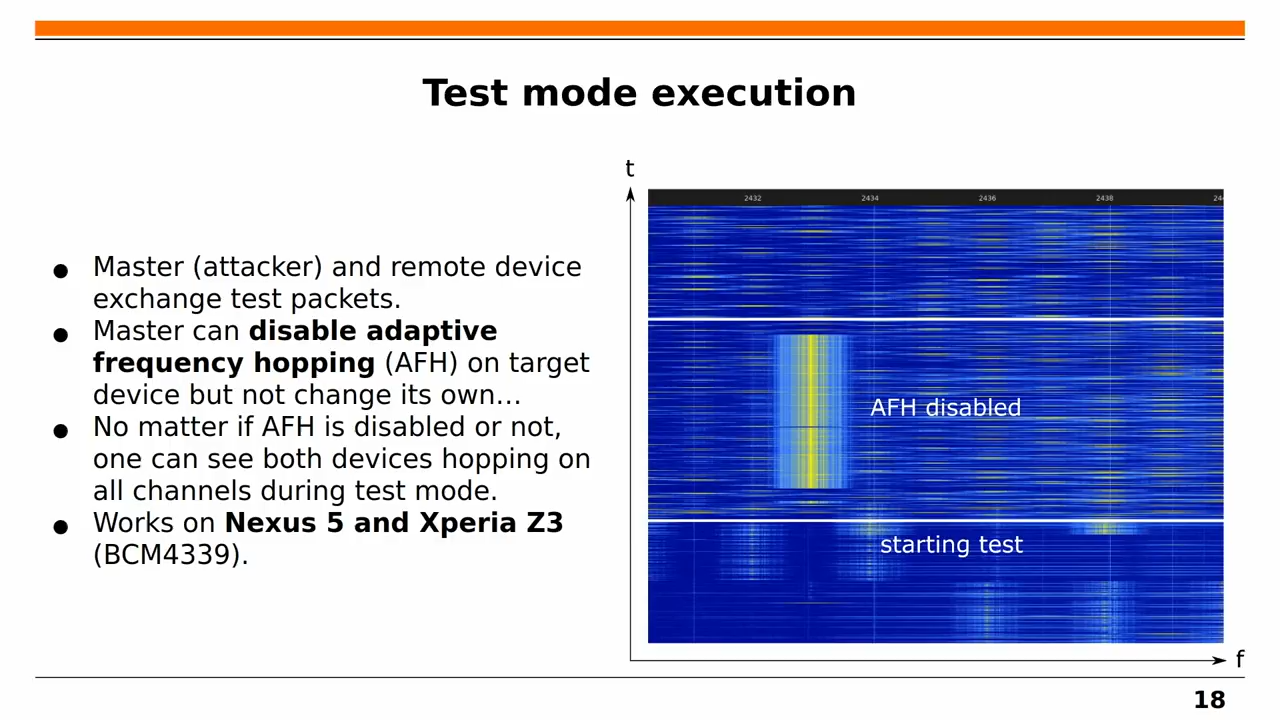 Test mode execution
● Master (attacker) and remote device
exchange test packets.
● Master can disable adaptive
frequency hopping (AFH) on target
device but not change its own...
● No matter if AFH is disabled or not,
one can see both devices hopping on
all channels during test mode.
● Works on Nexus 5 and Xperia Z3
(BCM4339).
t
2432 2434 2436 2438
AFH disabled
starting test
f
18